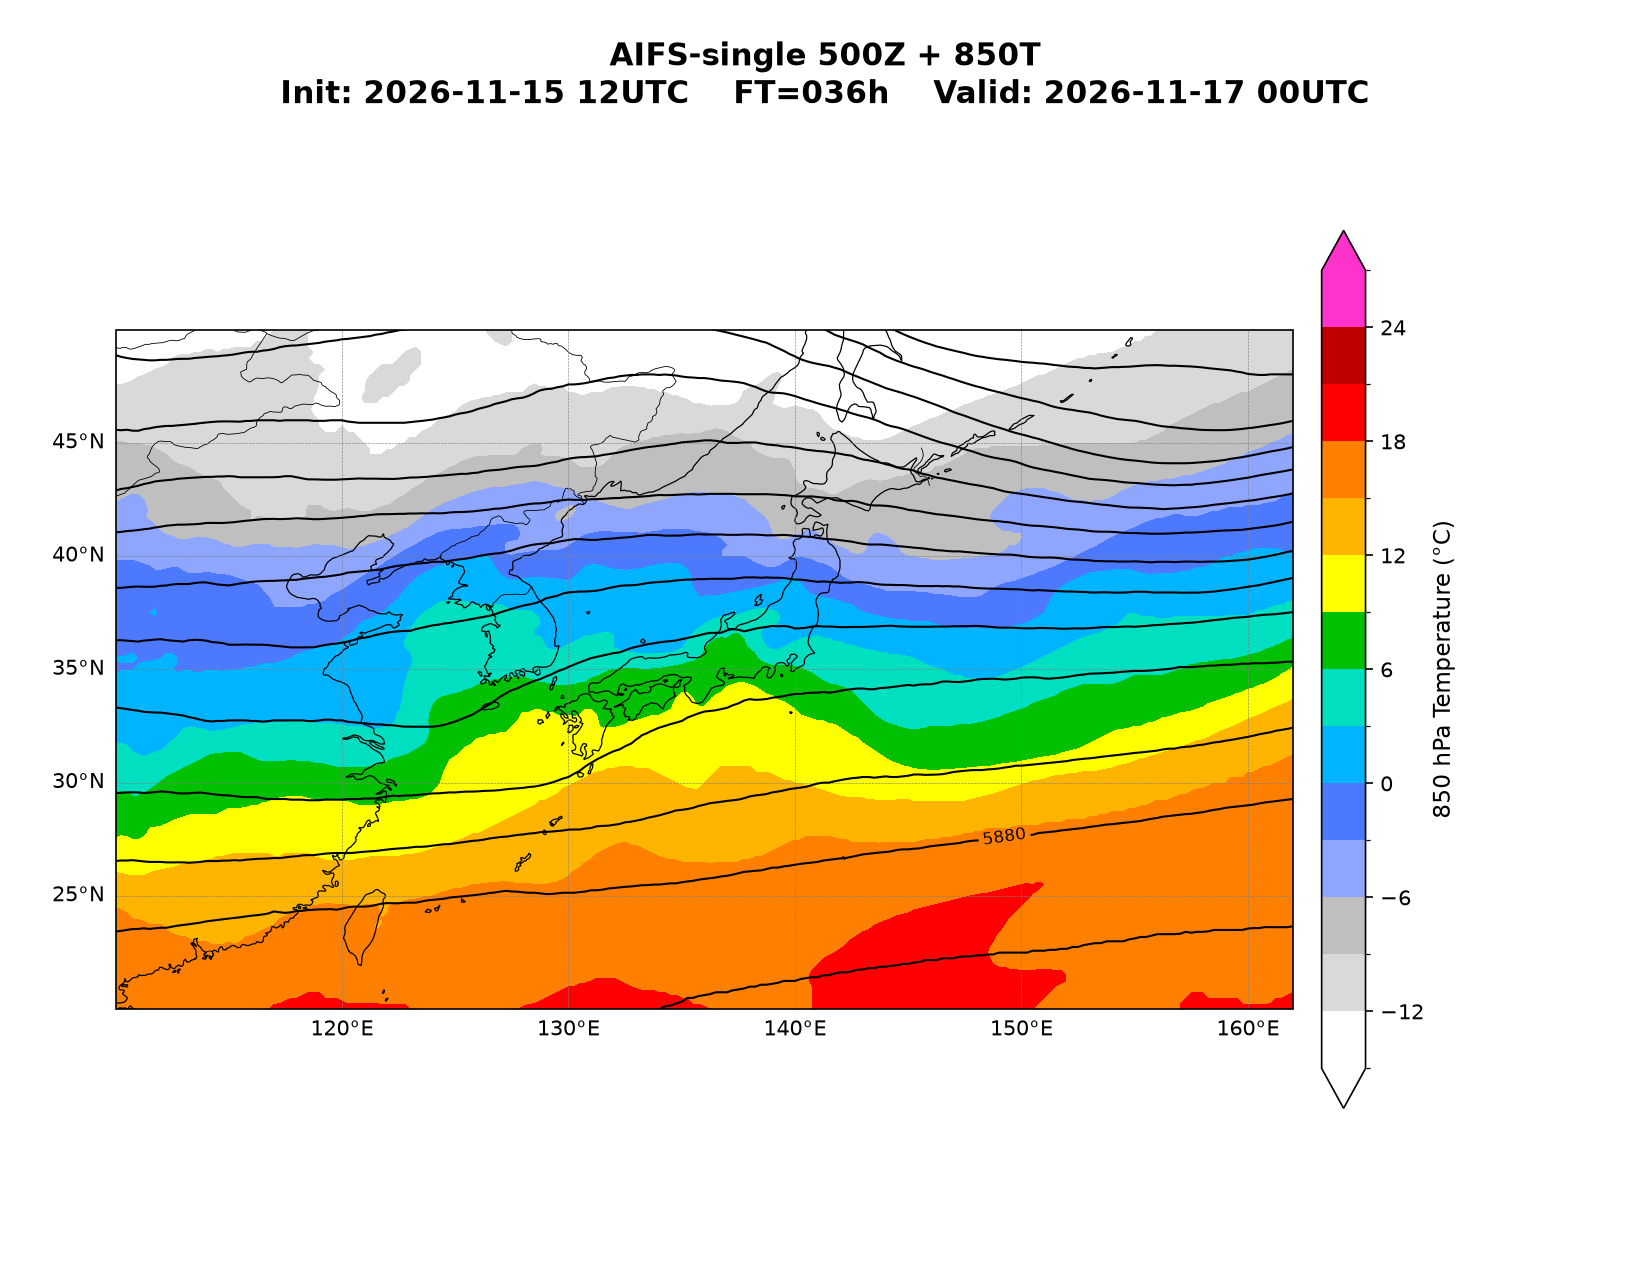 AIFS-single 500Z + 850T
Init: 2026-11-15 12UTC    FT=036h    Valid: 2026-11-17 00UTC
45°N
40°N
35°N
30°N
25°N
120°E
130°E
140°E
150°E
160°E
5880
24
18
12
6
0
−6
−12
850 hPa Temperature (°C)